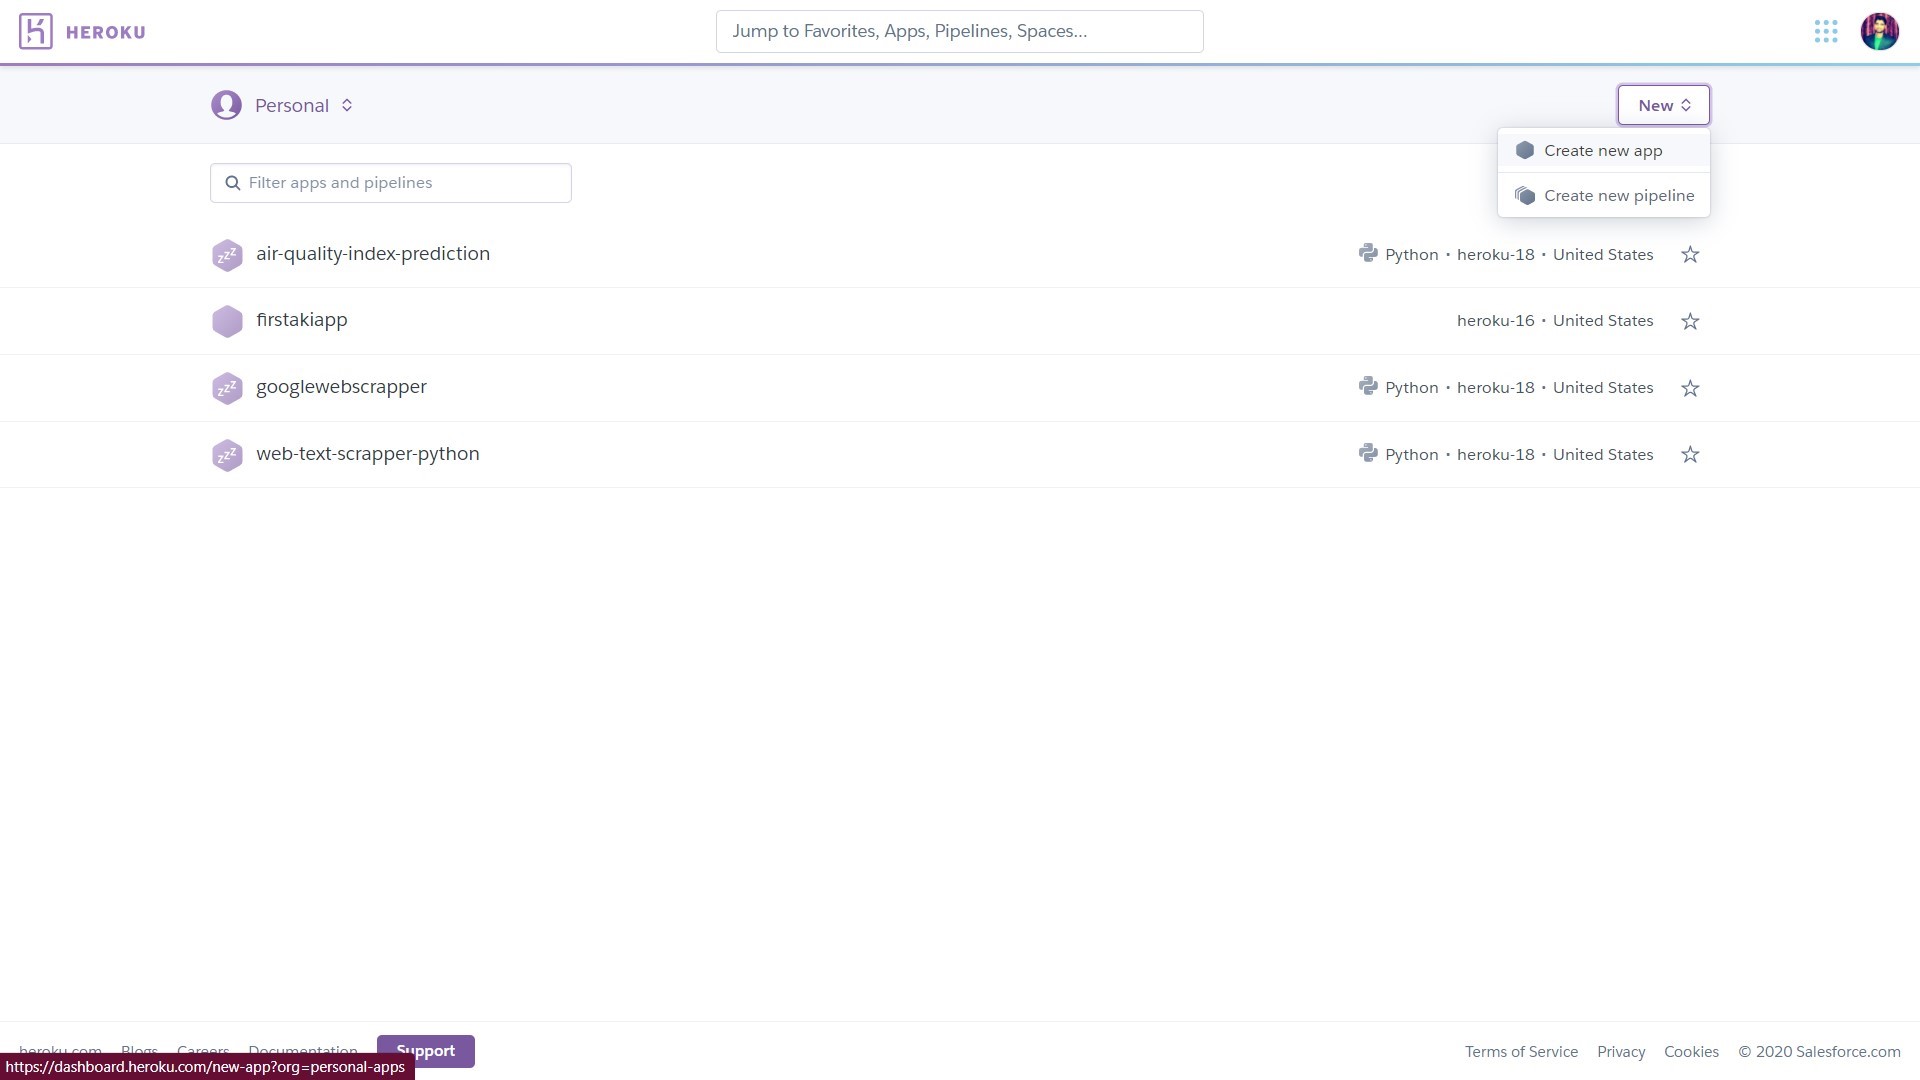 HEROKU
Jump to Favorites, Apps, Pipelines, Spaces...
Personal
New
Create new app
Create new pipeline
Filter apps and pipelines
air-quality-index-prediction
Python • heroku-18 • United States
firstakiapp
heroku-16 • United States
googlewebscrapper
Python • heroku-18 • United States
web-text-scrapper-python
Python • heroku-18 • United States
heroku.com Blogs Careers Documentation Support
Terms of Service Privacy Cookies © 2020 Salesforce.com
https://dashboard.heroku.com/new-app?org=personal-apps